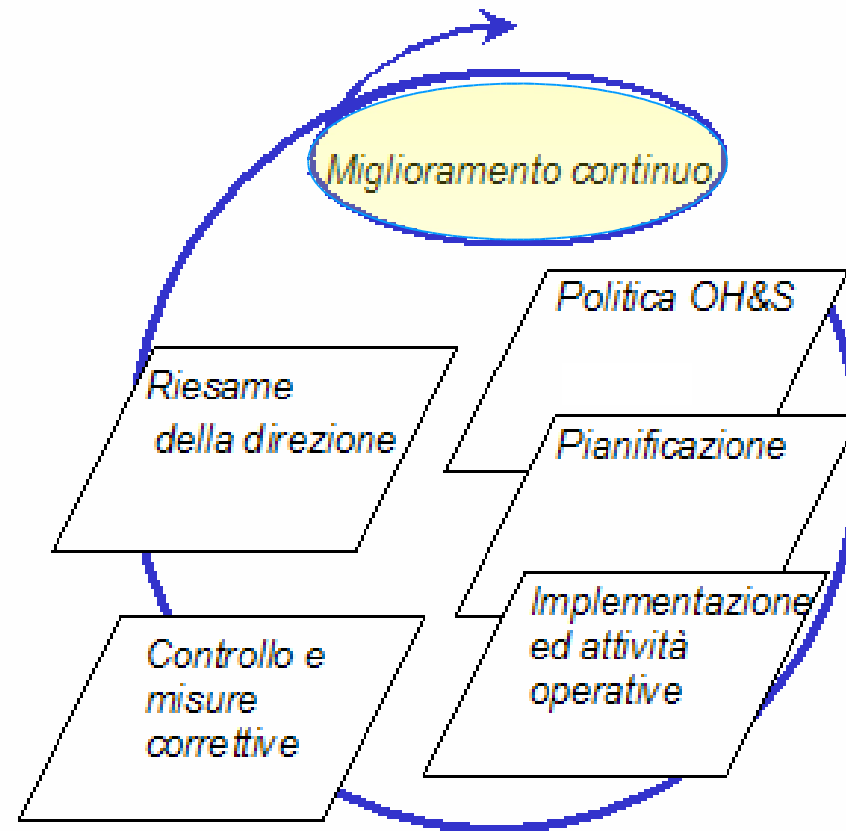 Miglioramento continuo
Politica OH&S
Riesame
della direzione
Pianificazione
Implementazione
ed attività
operative
Controllo e
misure
correttive